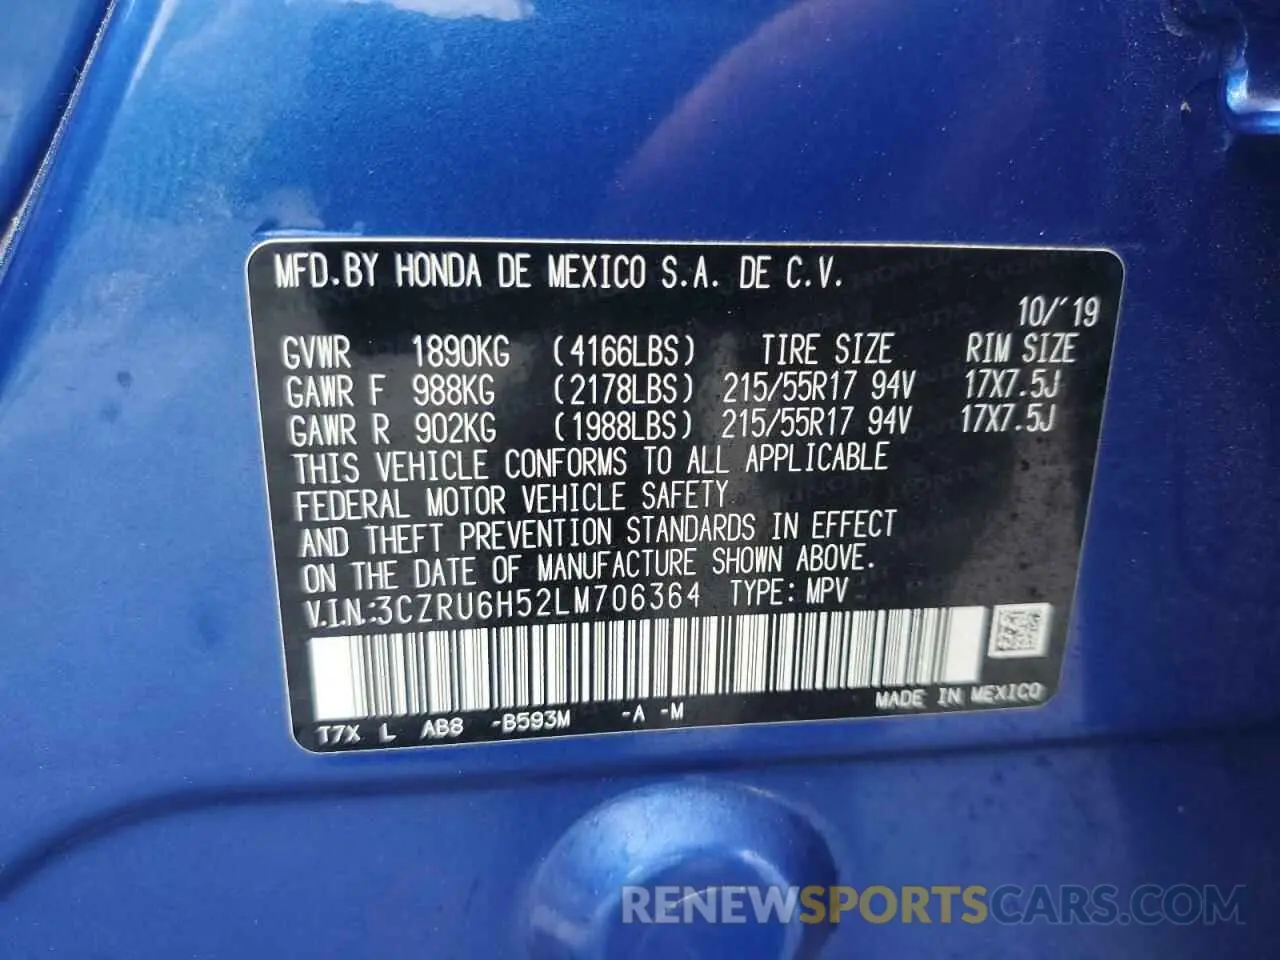 MFD.BY HONDA DE MEXICO S.A. DE C.V.
10/'19
GVWR 1890KG (4166LBS) TIRE SIZE RIM SIZE
GAWR F 988KG (2178LBS) 215/55R17 94V 17X7.5J
GAWR R 902KG (1988LBS) 215/55R17 94V 17X7.5J
THIS VEHICLE CONFORMS TO ALL APPLICABLE
FEDERAL MOTOR VEHICLE SAFETY
AND THEFT PREVENTION STANDARDS IN EFFECT
ON THE DATE OF MANUFACTURE SHOWN ABOVE.
V.I.N.:3CZRU6H52LM706364 TYPE: MPV
MADE IN MEXICO
T7X L AB8 -B593M -A -M
RENEWSPORTSCARS.COM